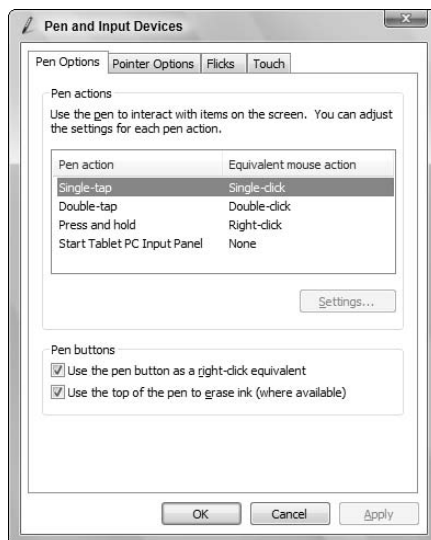 Pen and Input Devices
x
Pen Options Pointer Options Flicks Touch
Pen actions
Use the pen to interact with items on the screen. You can adjust
the settings for each pen action.
Pen action Equivalent mouse action
Single-tap Single-click
Double-tap Double-click
Press and hold Right-click
Start Tablet PC Input Panel None
Settings...
Pen buttons
Use the pen button as a right-click equivalent
Use the top of the pen to erase ink (where available)
OK Cancel Apply